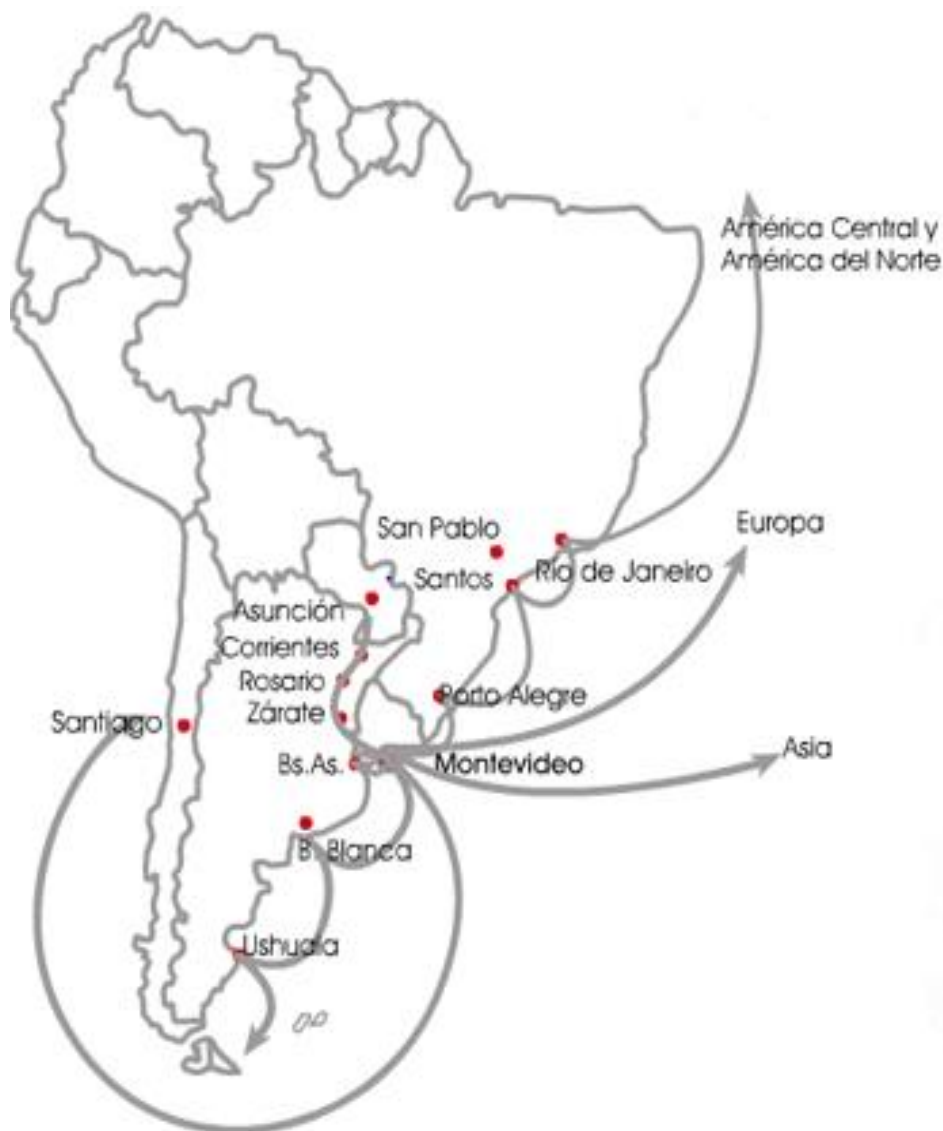 América Central y
América del Norte
Europa
San Pablo
Santos
Río de Janeiro
Asunción
Corrientes
Rosario
Porto Alegre
Zárate
Santiago
Bs.As.
Montevideo
Asia
B. Blanca
Ushuaia